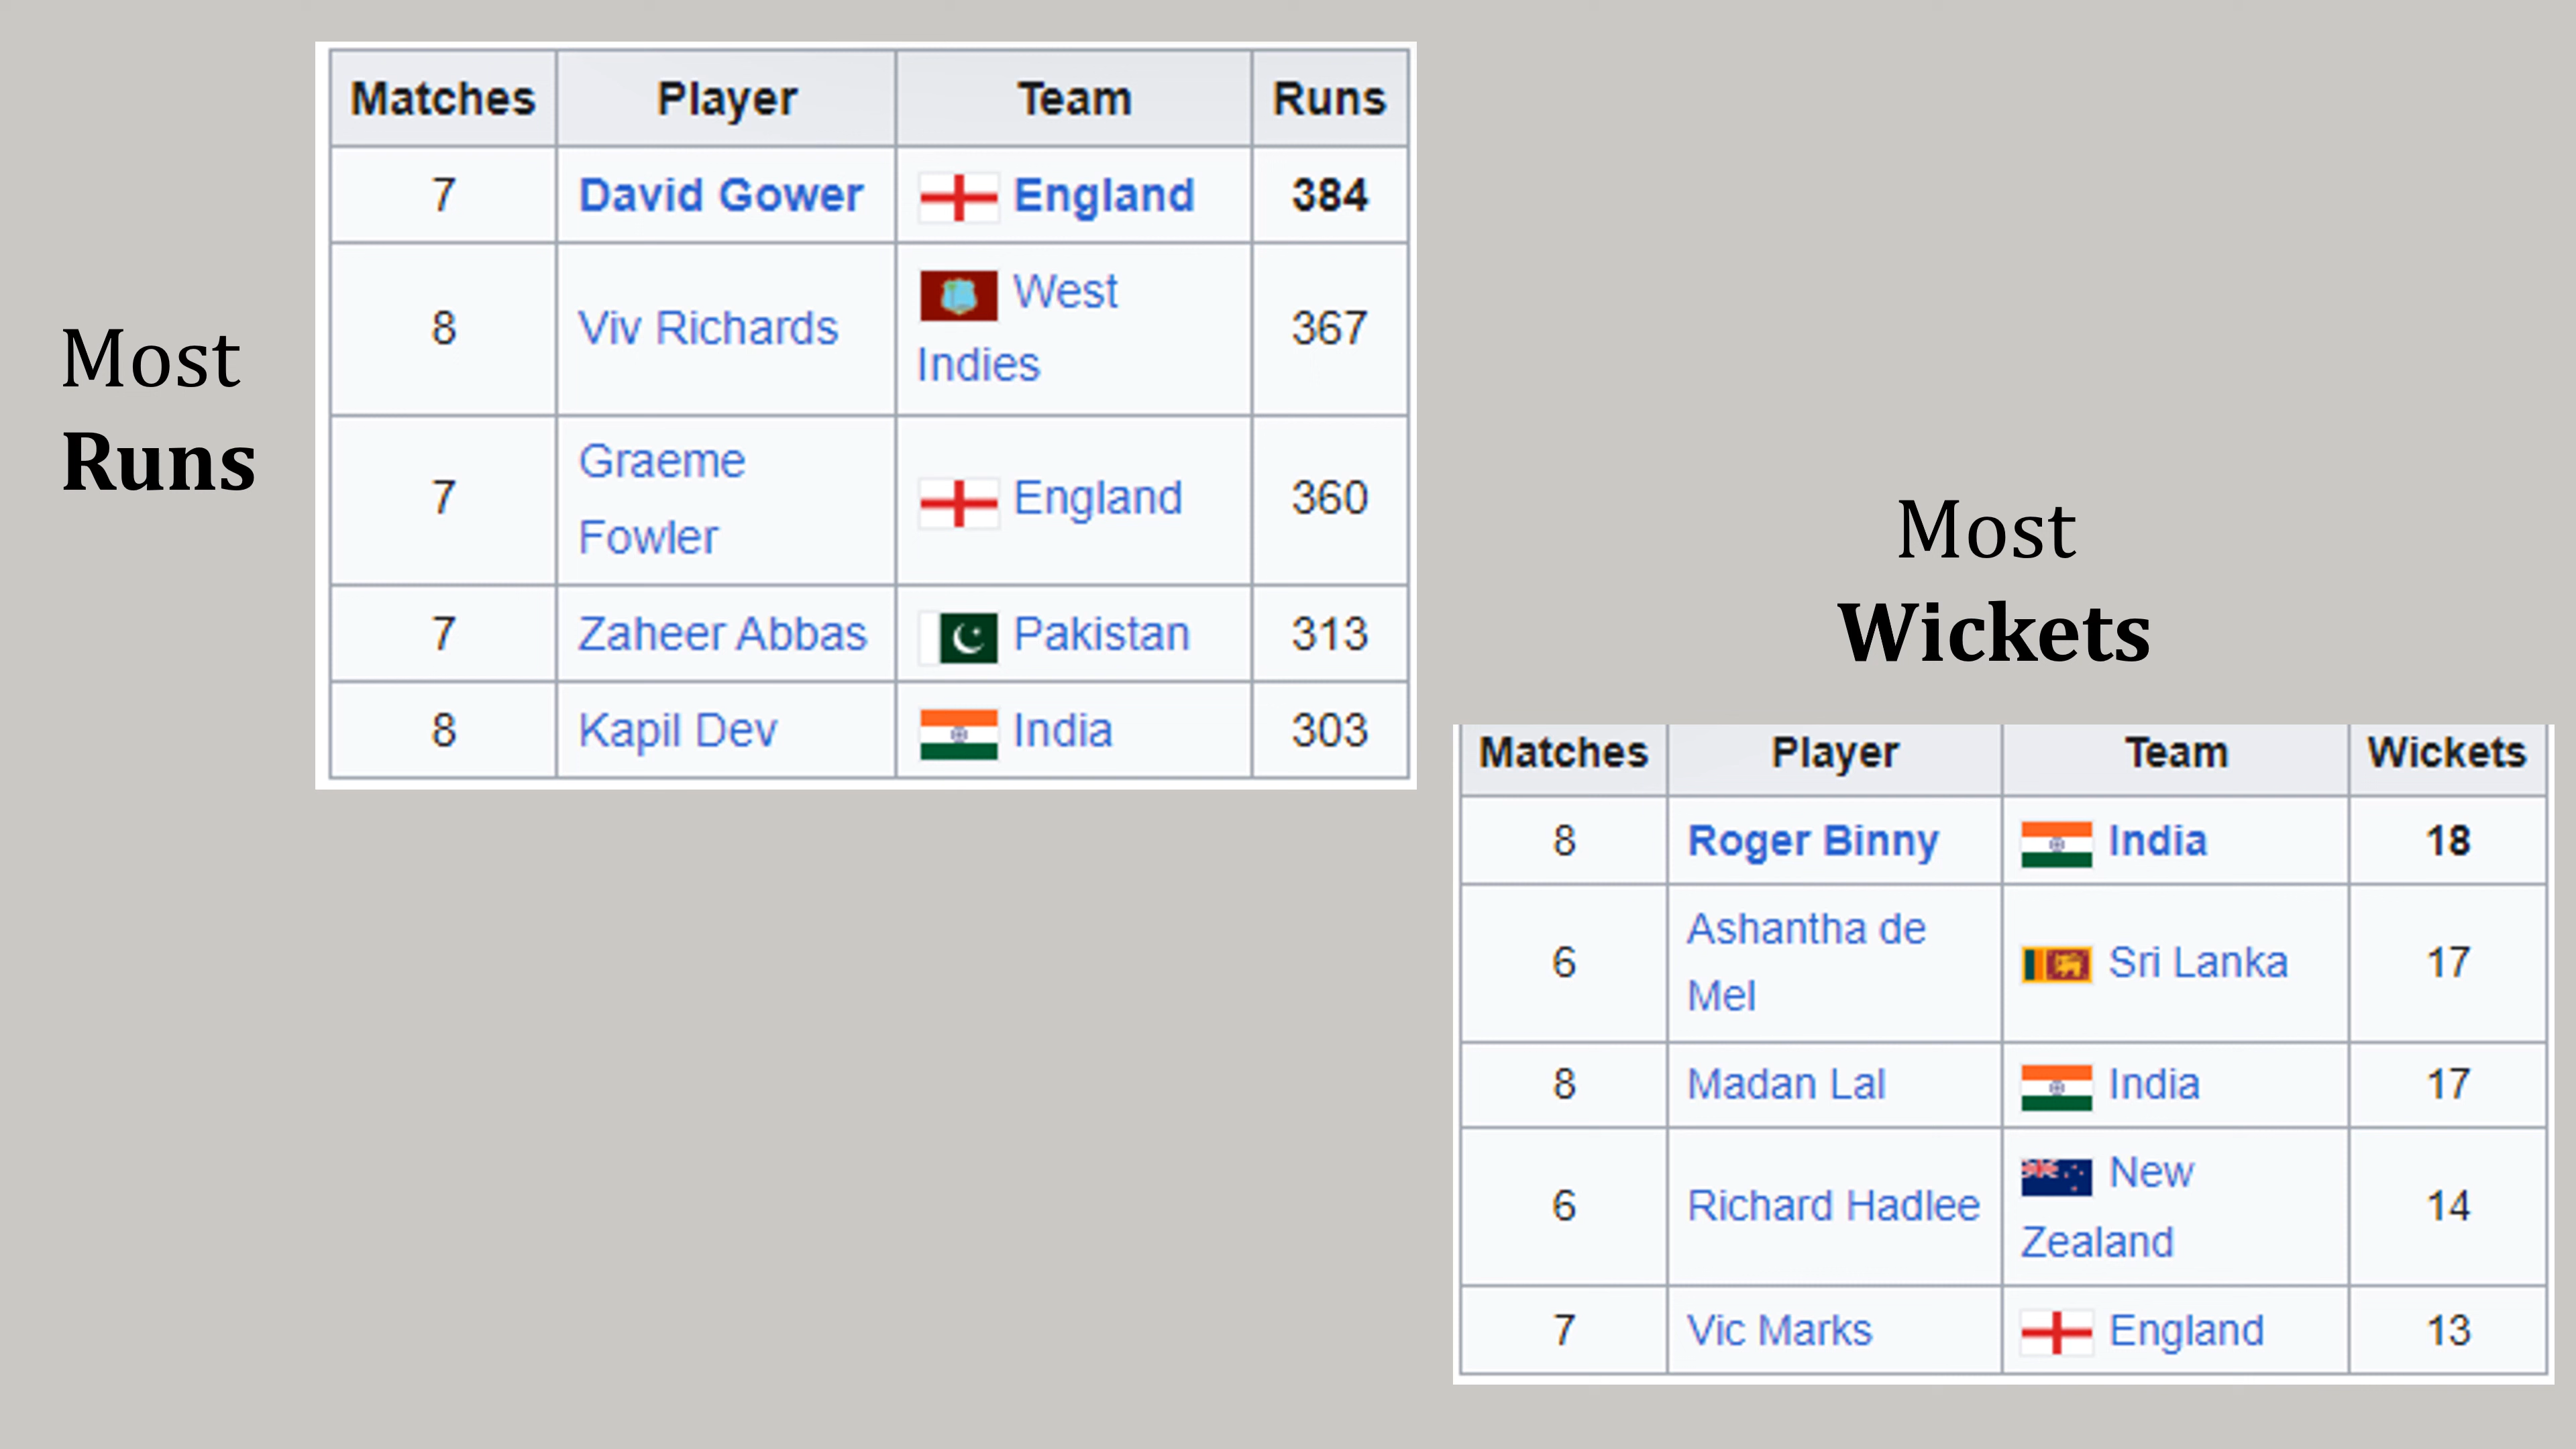 Most
Runs
Matches Player Team Runs
7 David Gower England 384
8 Viv Richards West Indies 367
7 Graeme Fowler England 360
7 Zaheer Abbas Pakistan 313
8 Kapil Dev India 303
Most
Wickets
Matches Player Team Wickets
8 Roger Binny India 18
6 Ashantha de Mel Sri Lanka 17
8 Madan Lal India 17
6 Richard Hadlee New Zealand 14
7 Vic Marks England 13